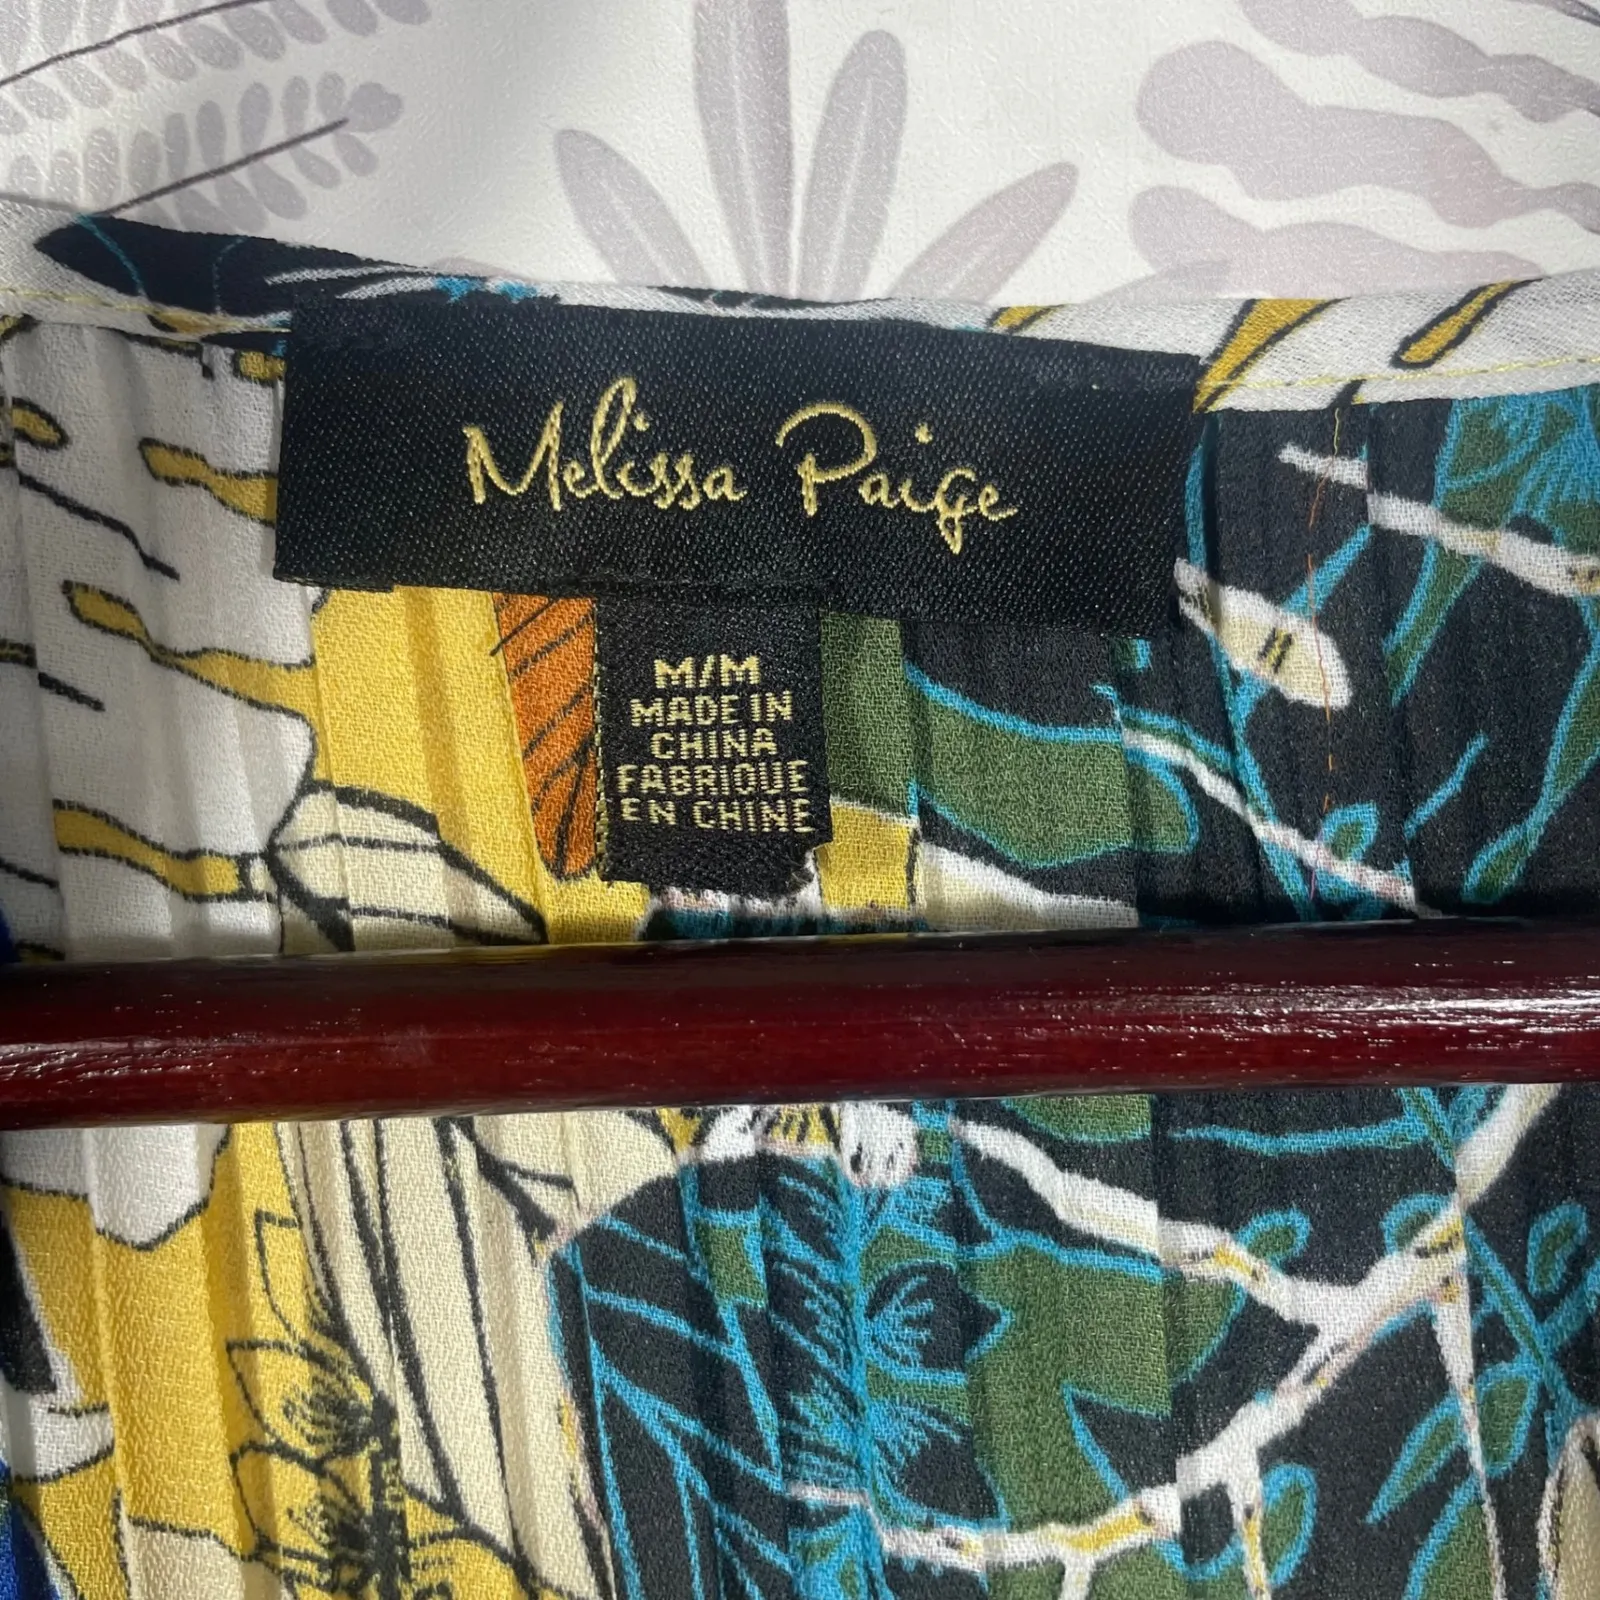 Melissa Paige
M/M
MADE IN
CHINA
FABRIQUE
EN CHINE